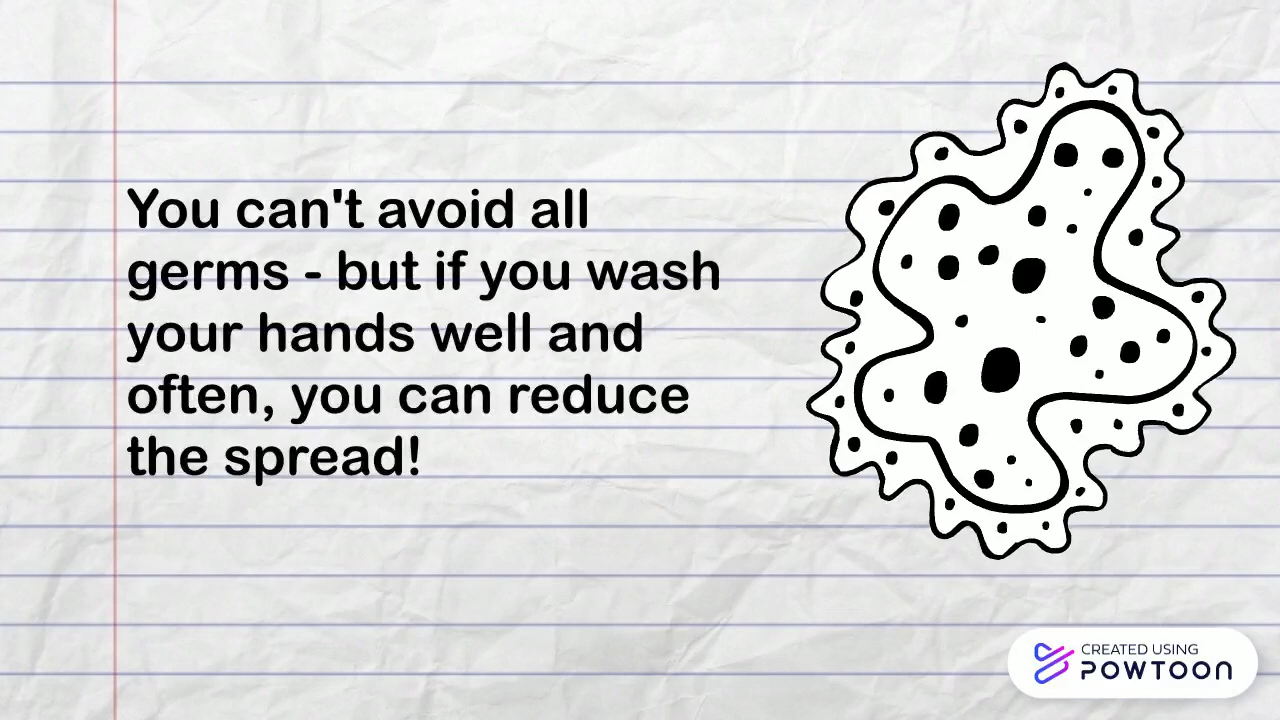 You can't avoid all
germs - but if you wash
your hands well and
often, you can reduce
the spread!
CREATED USING
POWTOON